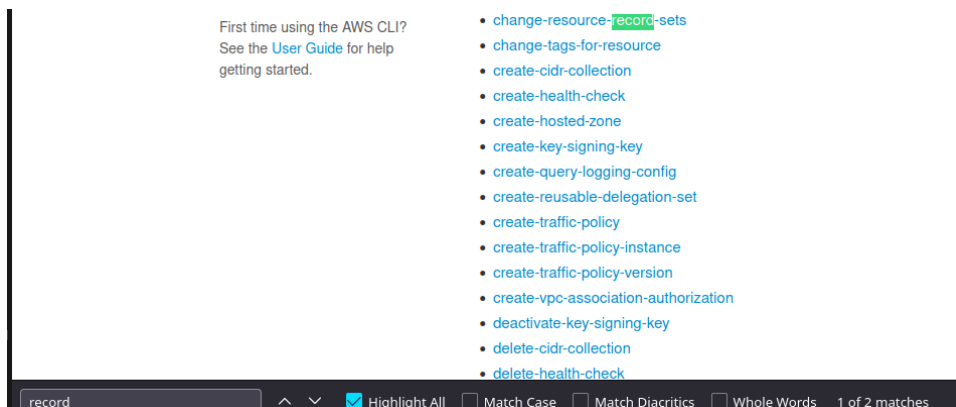 First time using the AWS CLI?
See the User Guide for help
getting started.
• change-resource-record-sets
• change-tags-for-resource
• create-cidr-collection
• create-health-check
• create-hosted-zone
• create-key-signing-key
• create-query-logging-config
• create-reusable-delegation-set
• create-traffic-policy
• create-traffic-policy-instance
• create-traffic-policy-version
• create-vpc-association-authorization
• deactivate-key-signing-key
• delete-cidr-collection
• delete-health-check
record Highlight All Match Case Match Diacritics Whole Words 1 of 2 matches